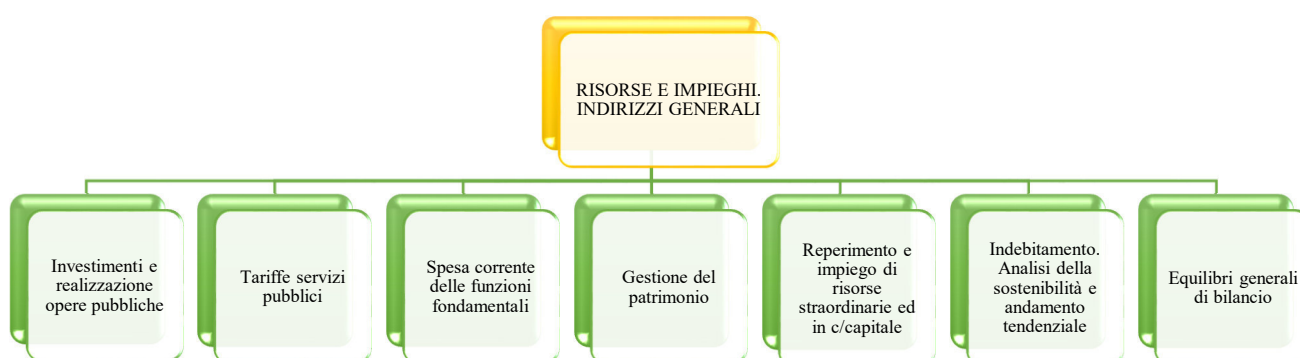 RISORSE E IMPIEGHI.
INDIRIZZI GENERALI
Investimenti e
realizzazione
opere pubbliche
Tariffe servizi
pubblici
Spesa corrente
delle funzioni
fondamentali
Gestione del
patrimonio
Reperimento e
impiego di
risorse
straordinarie ed
in c/capitale
Indebitamento.
Analisi della
sostenibilità e
andamento
tendenziale
Equilibri generali
di bilancio